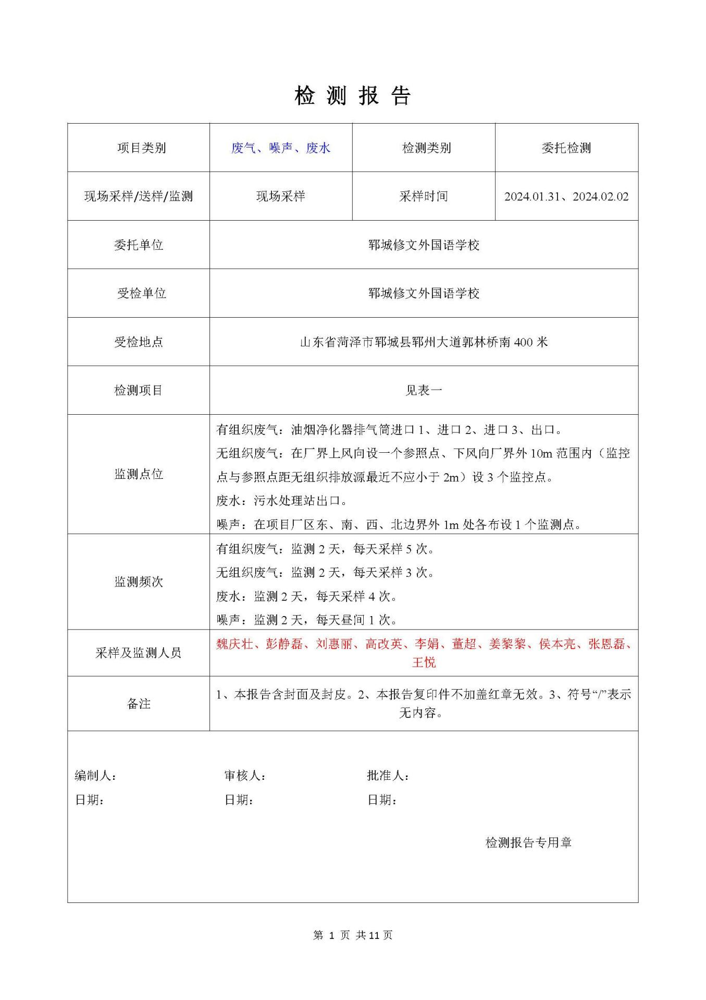 检测报告
项目类别 废气、噪声、废水 检测类别 委托检测
现场采样/送样/监测 现场采样 采样时间 2024.01.31、2024.02.02
委托单位 郓城修文外国语学校
受检单位 郓城修文外国语学校
受检地点 山东省菏泽市郓城县郓州大道郭林桥南 400 米
检测项目 见表一
监测点位
有组织废气：油烟净化器排气筒进口 1、进口 2、进口 3、出口。
无组织废气：在厂界上风向设一个参照点、下风向厂界外 10m 范围内（监控
点与参照点距无组织排放源最近不应小于 2m）设 3 个监控点。
废水：污水处理站出口。
噪声：在项目厂区东、南、西、北边界外 1m 处各布设 1 个监测点。
监测频次
有组织废气：监测 2 天，每天采样 5 次。
无组织废气：监测 2 天，每天采样 3 次。
废水：监测 2 天，每天采样 4 次。
噪声：监测 2 天，每天昼间 1 次。
采样及监测人员
魏庆壮、彭静磊、刘惠丽、高改英、李娟、董超、姜黎黎、侯本亮、张恩磊、
王悦
备注
1、本报告含封面及封皮。2、本报告复印件不加盖红章无效。3、符号“/”表示
无内容。
编制人： 审核人： 批准人：
日期： 日期： 日期：
检测报告专用章
第 1 页 共 11 页